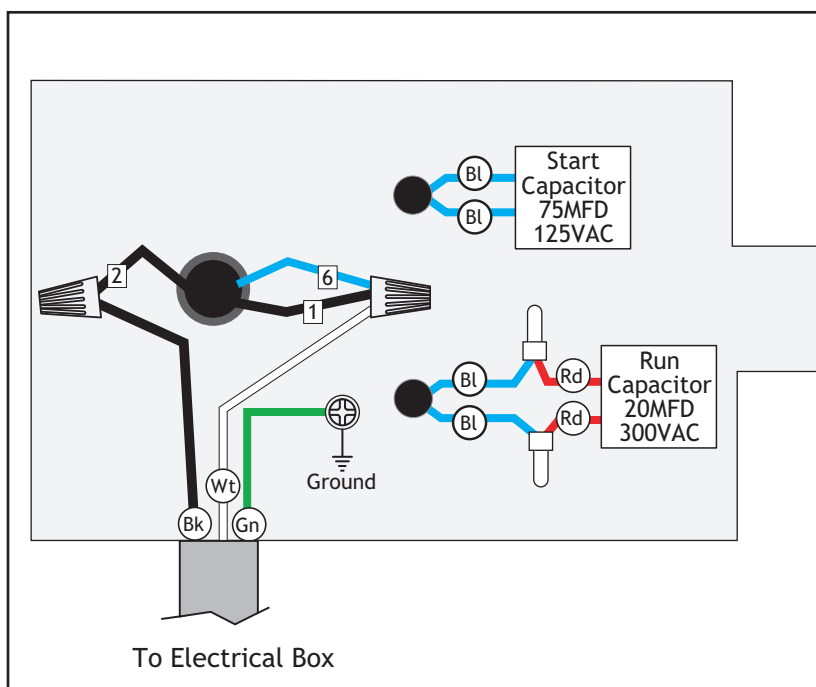 Bl
Bl
Start
Capacitor
75MFD
125VAC
2
6
1
Bl
Rd
Bl
Rd
Run
Capacitor
20MFD
300VAC
Ground
Wt
Bk
Gn
To Electrical Box